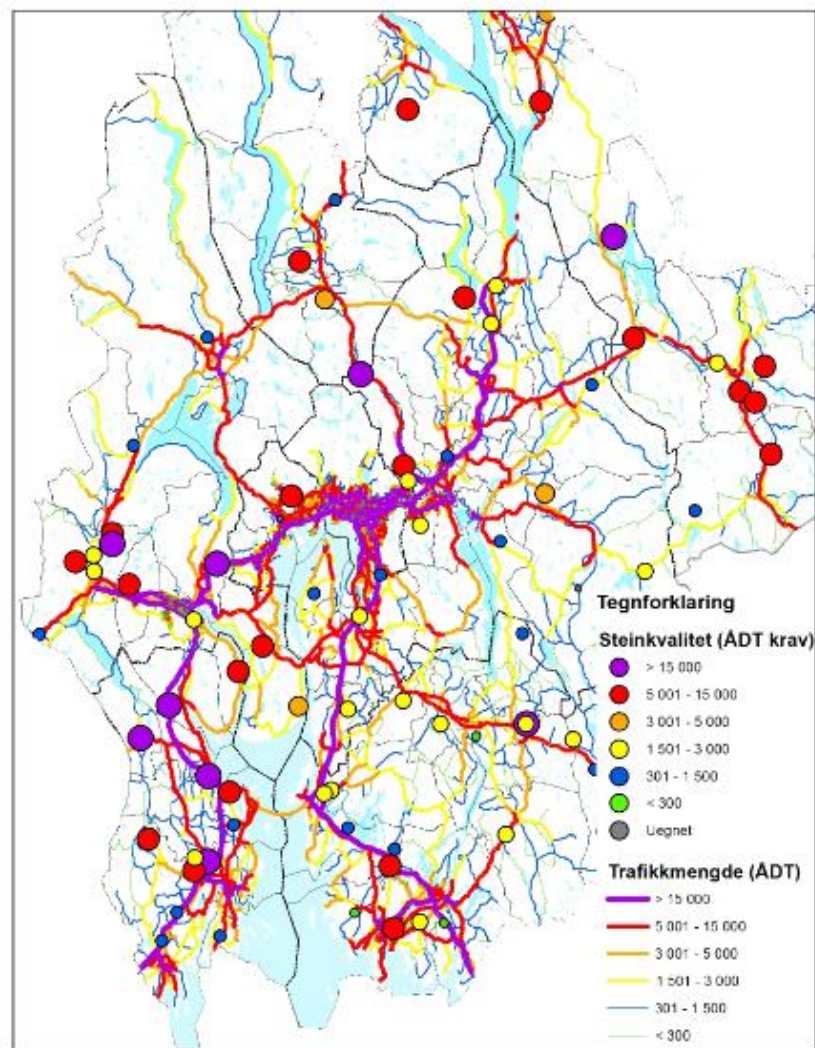 Tegnforklaring
Steinkvalitet (ÅDT krav)
> 15 000
5 001 - 15 000
3 001 - 5 000
1 501 - 3 000
301 - 1 500
< 300
Uegnet
Trafikkmengde (ÅDT)
> 15 000
5 001 - 15 000
3 001 - 5 000
1 501 - 3 000
301 - 1 500
< 300